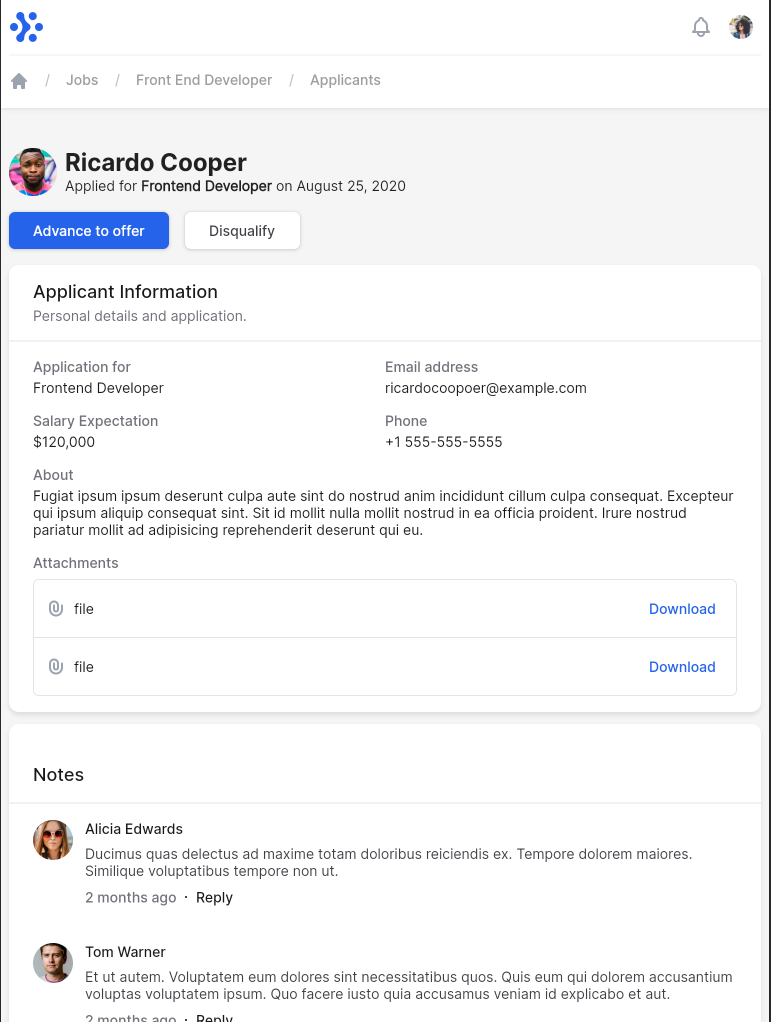 / Jobs / Front End Developer / Applicants
Ricardo Cooper
Applied for Frontend Developer on August 25, 2020
Advance to offer Disqualify
Applicant Information
Personal details and application.
Application for Email address
Frontend Developer ricardocoopoer@example.com
Salary Expectation Phone
$120,000 +1 555-555-5555
About
Fugiat ipsum ipsum deserunt culpa aute sint do nostrud anim incididunt cillum culpa consequat. Excepteur
qui ipsum aliquip consequat sint. Sit id mollit nulla mollit nostrud in ea officia proident. Irure nostrud
pariatur mollit ad adipisicing reprehenderit deserunt qui eu.
Attachments
file Download
file Download
Notes
Alicia Edwards
Ducimus quas delectus ad maxime totam doloribus reiciendis ex. Tempore dolorem maiores.
Similique voluptatibus tempore non ut.
2 months ago · Reply
Tom Warner
Et ut autem. Voluptatem eum dolores sint necessitatibus quos. Quis eum qui dolorem accusantium
voluptas voluptatem ipsum. Quo facere iusto quia accusamus veniam id explicabo et aut.
2 months ago · Reply